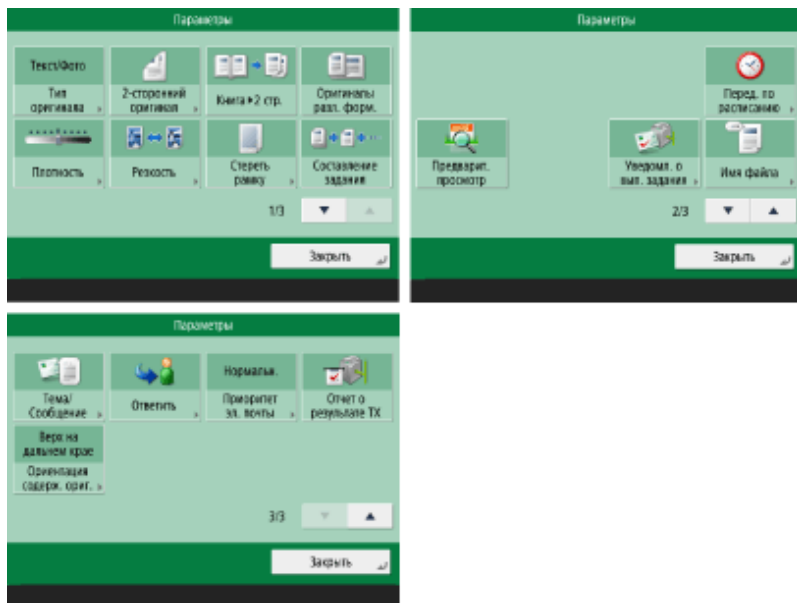 Параметры
Текст/Фото
Тип
оригинала
2-сторонний
оригинал
Книга▶2 стр.
Оригиналы
разл. форм.
Плотность
Резкость
Стереть
рамку
Составление
задания
1/3
Закрыть
Параметры
Перед. по
расписанию
Предварит.
просмотр
Уведомл. о
вып. задания
Имя файла
2/3
Закрыть
Параметры
Тема/
Сообщение
Ответить
Нормальн.
Приоритет
эл. почты
Отчет о
результате TX
Верх на
дальнем крае
Ориентация
содерж. ориг.
3/3
Закрыть